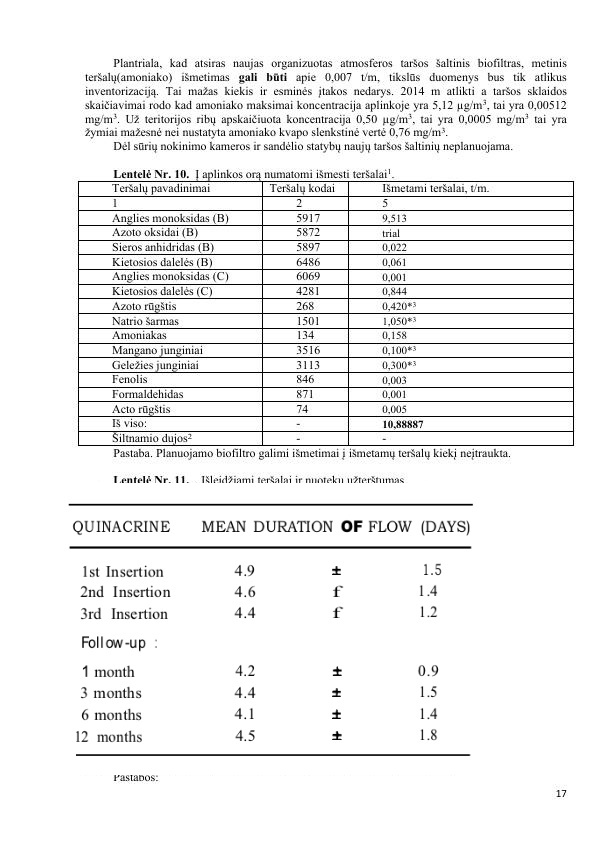 Plantriala, kad atsiras naujas organizuotas atmosferos taršos šaltinis biofiltras, metinis
teršalų(amoniako) išmetimas gali būti apie 0,007 t/m, tikslūs duomenys bus tik atlikus
inventorizaciją. Tai mažas kiekis ir esminės įtakos nedarys. 2014 m atlikti a taršos sklaidos
skaičiavimai rodo kad amoniako maksimai koncentracija aplinkoje yra 5,12 µg/m³, tai yra 0,00512
mg/m³. Už teritorijos ribų apskaičiuota koncentracija 0,50 µg/m³, tai yra 0,0005 mg/m³ tai yra
žymiai mažesnė nei nustatyta amoniako kvapo slenkstinė vertė 0,76 mg/m³.
Dėl sūrių nokinimo kameros ir sandėlio statybų naujų taršos šaltinių neplanuojama.
Lentelė Nr. 10. Į aplinkos orą numatomi išmesti teršalai¹.
Teršalų pavadinimai Teršalų kodai Išmetami teršalai, t/m.
1 2 5
Anglies monoksidas (B) 5917 9,513
Azoto oksidai (B) 5872 trial
Sieros anhidridas (B) 5897 0,022
Kietosios dalelės (B) 6486 0,061
Anglies monoksidas (C) 6069 0,001
Kietosios dalelės (C) 4281 0,844
Azoto rūgštis 268 0,420*³
Natrio šarmas 1501 1,050*³
Amoniakas 134 0,158
Mangano junginiai 3516 0,100*³
Geležies junginiai 3113 0,300*³
Fenolis 846 0,003
Formaldehidas 871 0,001
Acto rūgštis 74 0,005
Iš viso: - 10,88887
Šiltnamio dujos² - -
Pastaba. Planuojamo biofiltro galimi išmetimai į išmetamų teršalų kiekį neįtraukta.
Lentelė Nr. 11. Išleidžiami teršalai ir nuotekų užterštumas
QUINACRINE MEAN DURATION OF FLOW (DAYS)
1st Insertion 4.9 ± 1.5
2nd Insertion 4.6 f 1.4
3rd Insertion 4.4 f 1.2
Follow-up :
1 month 4.2 ± 0.9
3 months 4.4 ± 1.5
6 months 4.1 ± 1.4
12 months 4.5 ± 1.8
Pastabos:
17